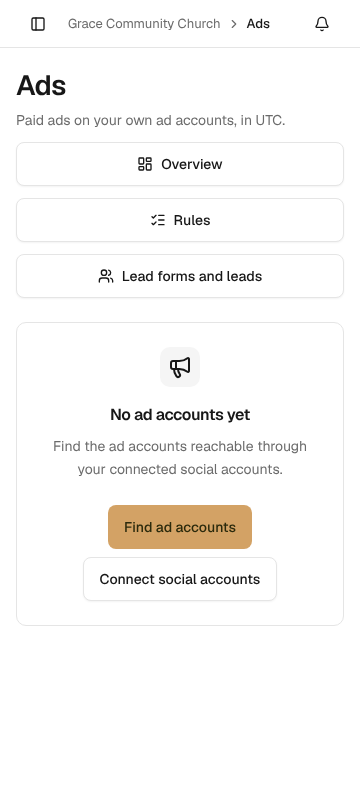 Grace Community Church > Ads
Ads
Paid ads on your own ad accounts, in UTC.
Overview
Rules
Lead forms and leads
No ad accounts yet
Find the ad accounts reachable through
your connected social accounts.
Find ad accounts
Connect social accounts